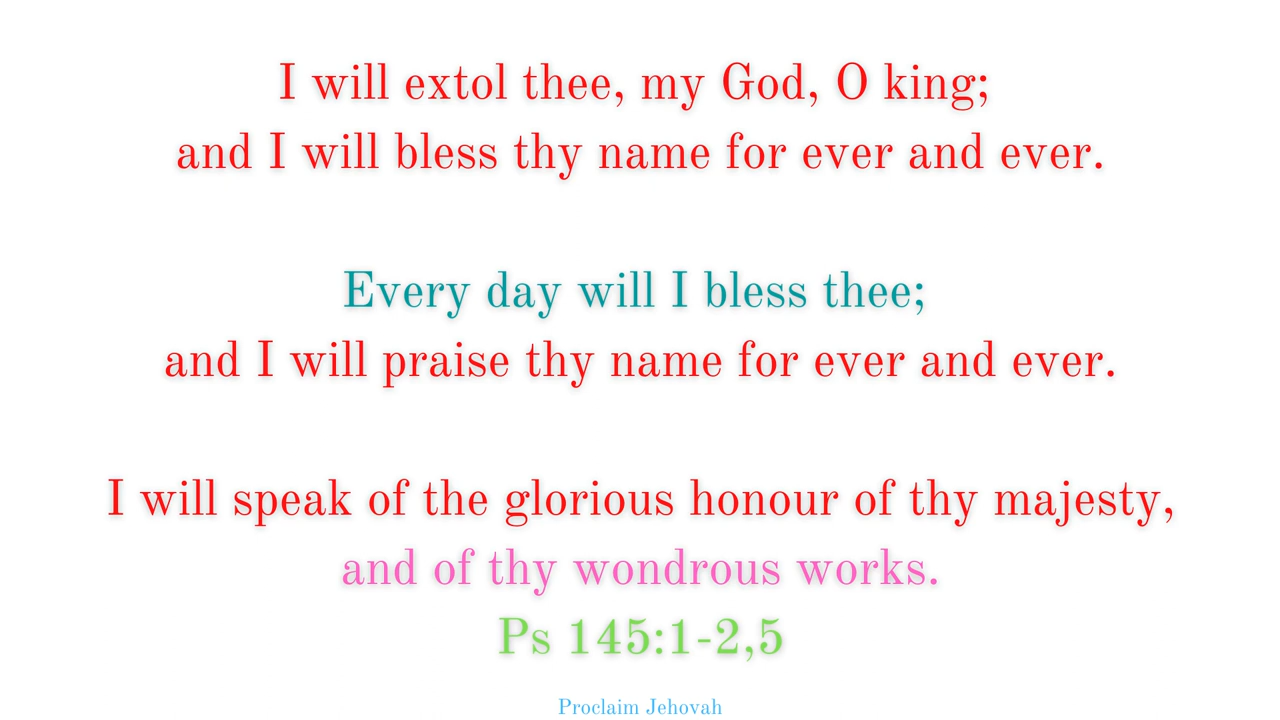 I will extol thee, my God, O king;
and I will bless thy name for ever and ever.
Every day will I bless thee;
and I will praise thy name for ever and ever.
I will speak of the glorious honour of thy majesty,
and of thy wondrous works.
Ps 145:1-2,5
Proclaim Jehovah